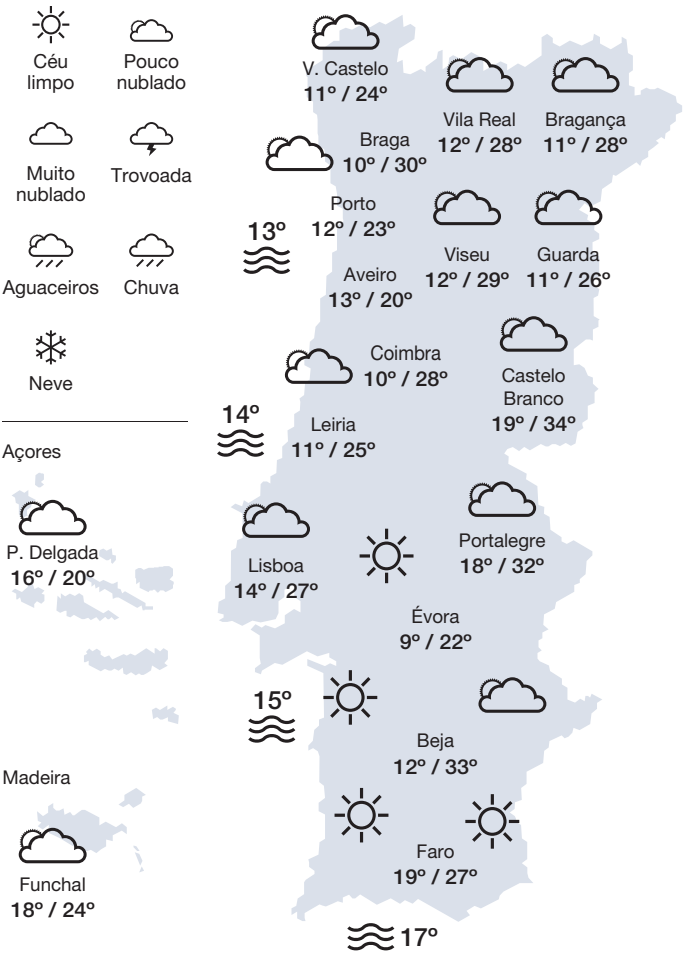 Céu
limpo
Pouco
nublado
Muito
nublado
Trovoada
Aguaceiros
Chuva
Neve
Açores
P. Delgada
16º / 20º
Madeira
Funchal
18º / 24º
V. Castelo
11º / 24º
Vila Real
12º / 28º
Bragança
11º / 28º
Braga
10º / 30º
Porto
12º / 23º
13º
Viseu
12º / 29º
Guarda
11º / 26º
Aveiro
13º / 20º
Coimbra
10º / 28º
Castelo
Branco
19º / 34º
14º
Leiria
11º / 25º
Portalegre
18º / 32º
Lisboa
14º / 27º
Évora
9º / 22º
15º
Beja
12º / 33º
Faro
19º / 27º
17º